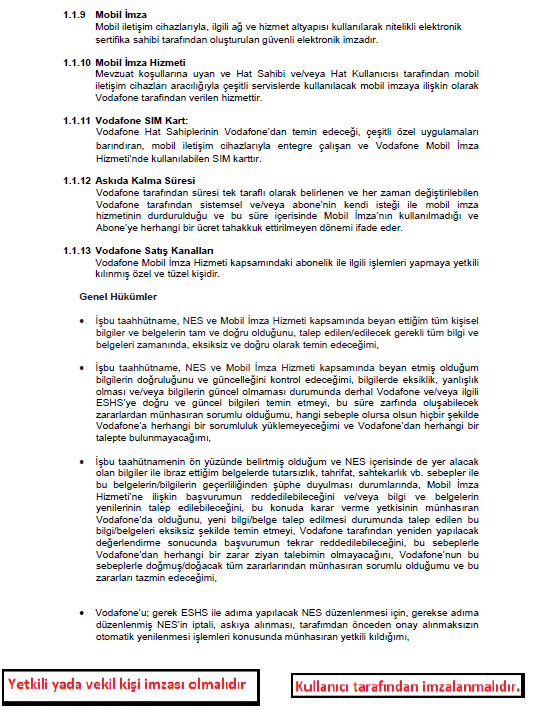 1.1.9 Mobil İmza
Mobil iletişim cihazlarıyla, ilgili ağ ve hizmet altyapısı kullanılarak nitelikli elektronik
sertifika sahibi tarafından oluşturulan güvenli elektronik imzadır.
1.1.10 Mobil İmza Hizmeti
Mevzuat koşullarına uyan ve Hat Sahibi ve/veya Hat Kullanıcısı tarafından mobil
iletişim cihazları aracılığıyla çeşitli servislerde kullanılacak mobil imzaya ilişkin olarak
Vodafone tarafından verilen hizmettir.
1.1.11 Vodafone SIM Kart:
Vodafone Hat Sahiplerinin Vodafone'dan temin edeceği, çeşitli özel uygulamaları
barındıran, mobil iletişim cihazlarıyla entegre çalışan ve Vodafone Mobil İmza
Hizmeti'nde kullanılabilen SIM karttır.
1.1.12 Askıda Kalma Süresi
Vodafone tarafından süresi tek taraflı olarak belirlenen ve her zaman değiştirilebilen
Vodafone tarafından sistemsel ve/veya abone'nin kendi isteği ile mobil imza
hizmetinin durdurulduğu ve bu süre içerisinde Mobil İmza'nın kullanılmadığı ve
Abone'ye herhangi bir ücret tahakkuk ettirilmeyen dönemi ifade eder.
1.1.13 Vodafone Satış Kanalları
Vodafone Mobil İmza Hizmeti kapsamındaki abonelik ile ilgili işlemleri yapmaya yetkili
kılınmış özel ve tüzel kişidir.
Genel Hükümler
• İşbu taahhütname, NES ve Mobil İmza Hizmeti kapsamında beyan ettiğim tüm kişisel
bilgiler ve belgelerin tam ve doğru olduğunu, talep edilen/edilecek gerekli tüm bilgi ve
belgeleri zamanında, eksiksiz ve doğru olarak temin edeceğimi,
• İşbu taahhütname, NES ve Mobil İmza Hizmeti kapsamında beyan etmiş olduğum
bilgilerin doğruluğunu ve güncelleğini kontrol edeceğimi, bilgilerde eksiklik, yanlışlık
olması ve/veya bilgilerin güncel olmaması durumunda derhal Vodafone ve/veya ilgili
ESHS'ye doğru ve güncel bilgileri temin etmeyi, bu süre zarfında oluşabilecek
zararlardan münhasıran sorumlu olduğumu, hangi sebeple olursa olsun hiçbir şekilde
Vodafone'a herhangi bir sorumluluk yüklemeyeceğimi ve Vodafone'dan herhangi bir
talepte bulunmayacağımı,
• İşbu taahhütnamenin ön yüzünde belirtmiş olduğum ve NES içerisinde de yer alacak
olan bilgiler ile ibraz ettiğim belgelerde tutarsızlık, tahrifat, sahtekarlık vb. sebepler ile
bu belgelerin/bilgilerin geçerliliğinden şüphe duyulması durumlarında, Mobil İmza
Hizmeti'ne ilişkin başvurumun reddedilebileceğini ve/veya bilgi ve belgelerin
yenilerinin talep edilebileceğini, bu konuda karar verme yetkisinin münhasıran
Vodafone'da olduğunu, yeni bilgi/belge talep edilmesi durumunda talep edilen bu
bilgi/belgeleri eksiksiz şekilde temin etmeyi, Vodafone tarafından yeniden yapılacak
değerlendirme sonucunda başvurumun tekrar reddedilebileceğini, bu sebeplerle
Vodafone'dan herhangi bir zarar ziyan talebimin olmayacağını, Vodafone'nun bu
sebeplerle doğmuş/doğacak tüm zararlarından münhasıran sorumlu olduğumu ve bu
zararları tazmin edeceğimi,
• Vodafone'u; gerek ESHS ile adıma yapılacak NES düzenlenmesi için, gerekse adıma
düzenlenmiş NES'in iptali, askıya alınması, tarafımdan önceden onay alınmaksızın
otomatik yenilenmesi işlemleri konusunda münhasıran yetkili kıldığımı,
Yetkili yada vekil kişi imzası olmalıdır
Kullanıcı tarafından imzalanmalıdır.